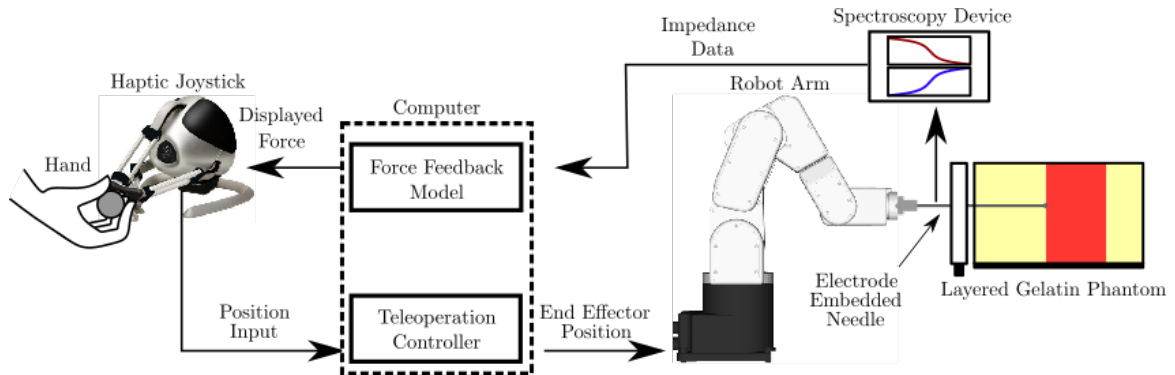 Spectroscopy Device
Impedance
Data
Haptic Joystick
Robot Arm
Displayed
Force
Computer
Hand
Force Feedback
Model
Electrode
Embedded
Needle
Layered Gelatin Phantom
Position
Input
Teleoperation
Controller
End Effector
Position